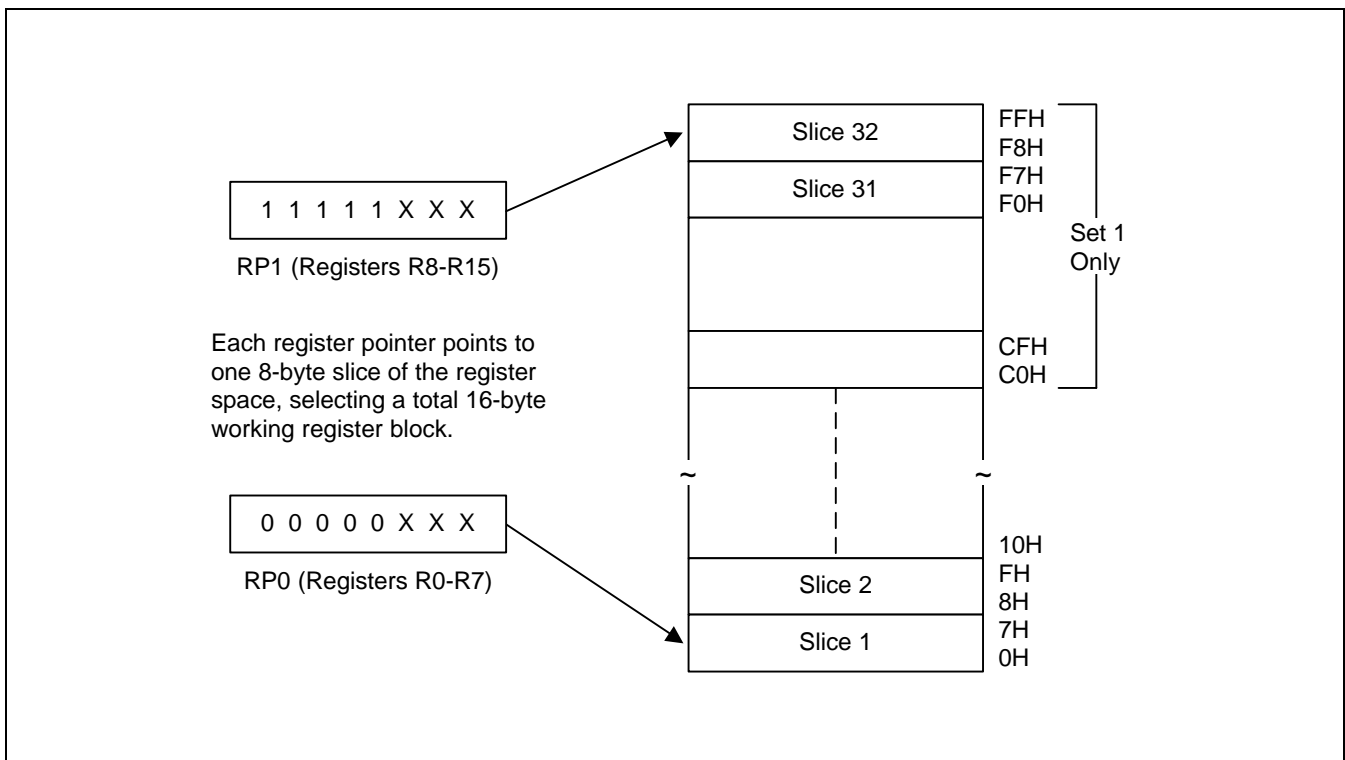 Slice 32
FFH
F8H
Slice 31
F7H
F0H
1 1 1 1 1 X X X
RP1 (Registers R8-R15)
Set 1
Only
Each register pointer points to
one 8-byte slice of the register
space, selecting a total 16-byte
working register block.
CFH
C0H
~ ~
0 0 0 0 0 X X X
RP0 (Registers R0-R7)
10H
Slice 2
FH
8H
Slice 1
7H
0H